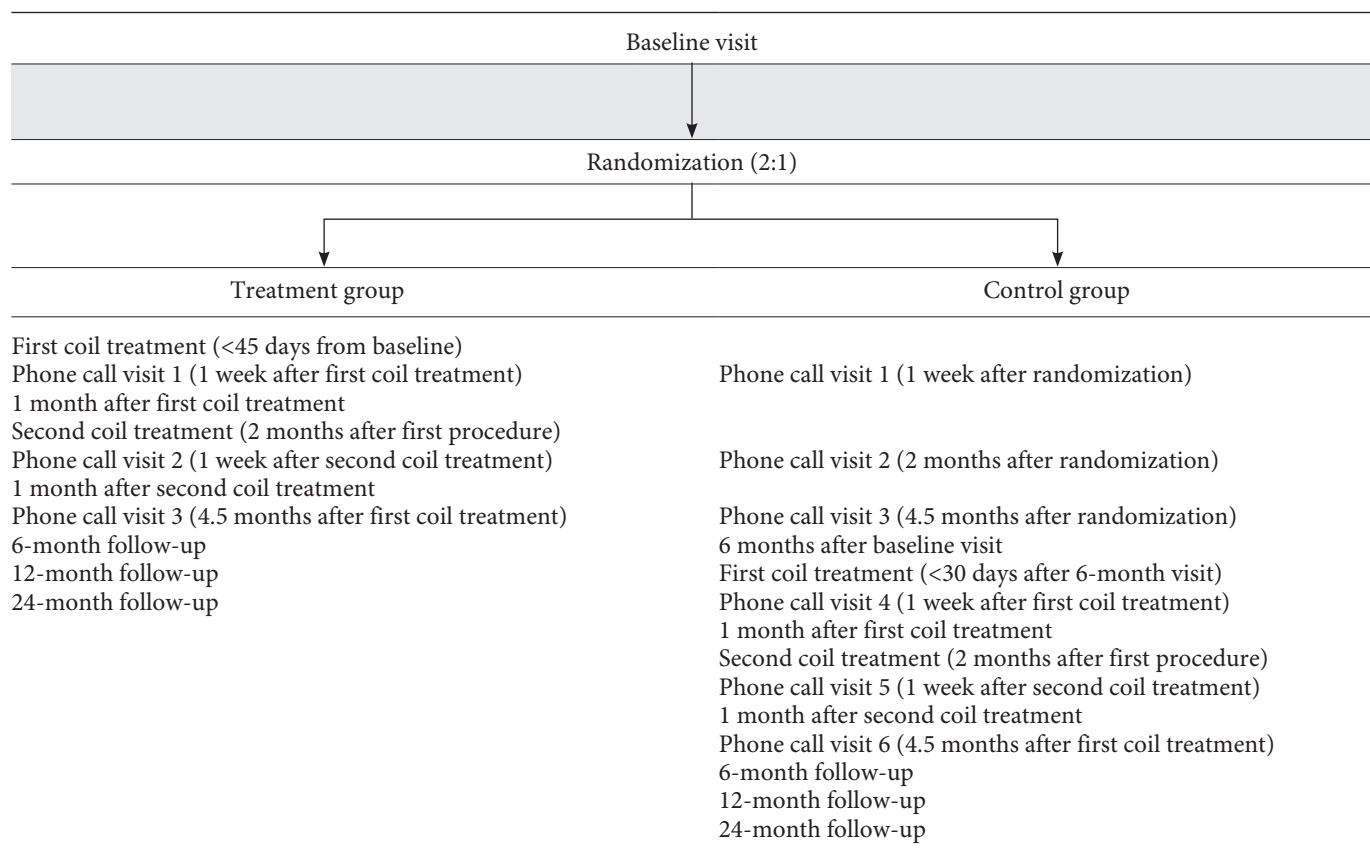 Baseline visit
Randomization (2:1)
Treatment group
Control group
First coil treatment (<45 days from baseline)
Phone call visit 1 (1 week after first coil treatment)
1 month after first coil treatment
Second coil treatment (2 months after first procedure)
Phone call visit 2 (1 week after second coil treatment)
1 month after second coil treatment
Phone call visit 3 (4.5 months after first coil treatment)
6-month follow-up
12-month follow-up
24-month follow-up
Phone call visit 1 (1 week after randomization)
Phone call visit 2 (2 months after randomization)
Phone call visit 3 (4.5 months after randomization)
6 months after baseline visit
First coil treatment (<30 days after 6-month visit)
Phone call visit 4 (1 week after first coil treatment)
1 month after first coil treatment
Second coil treatment (2 months after first procedure)
Phone call visit 5 (1 week after second coil treatment)
1 month after second coil treatment
Phone call visit 6 (4.5 months after first coil treatment)
6-month follow-up
12-month follow-up
24-month follow-up